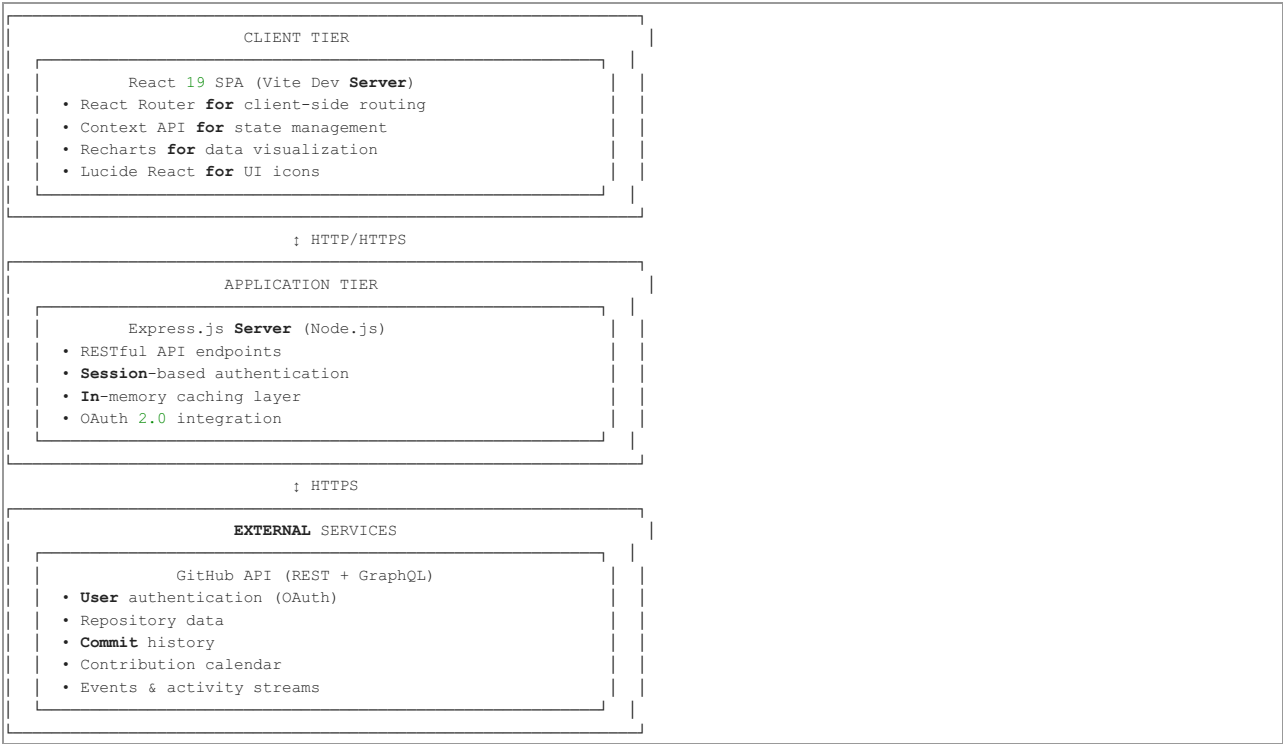 CLIENT TIER
React 19 SPA (Vite Dev Server)
• React Router for client-side routing
• Context API for state management
• Recharts for data visualization
• Lucide React for UI icons
↕ HTTP/HTTPS
APPLICATION TIER
Express.js Server (Node.js)
• RESTful API endpoints
• Session-based authentication
• In-memory caching layer
• OAuth 2.0 integration
↕ HTTPS
EXTERNAL SERVICES
GitHub API (REST + GraphQL)
• User authentication (OAuth)
• Repository data
• Commit history
• Contribution calendar
• Events & activity streams